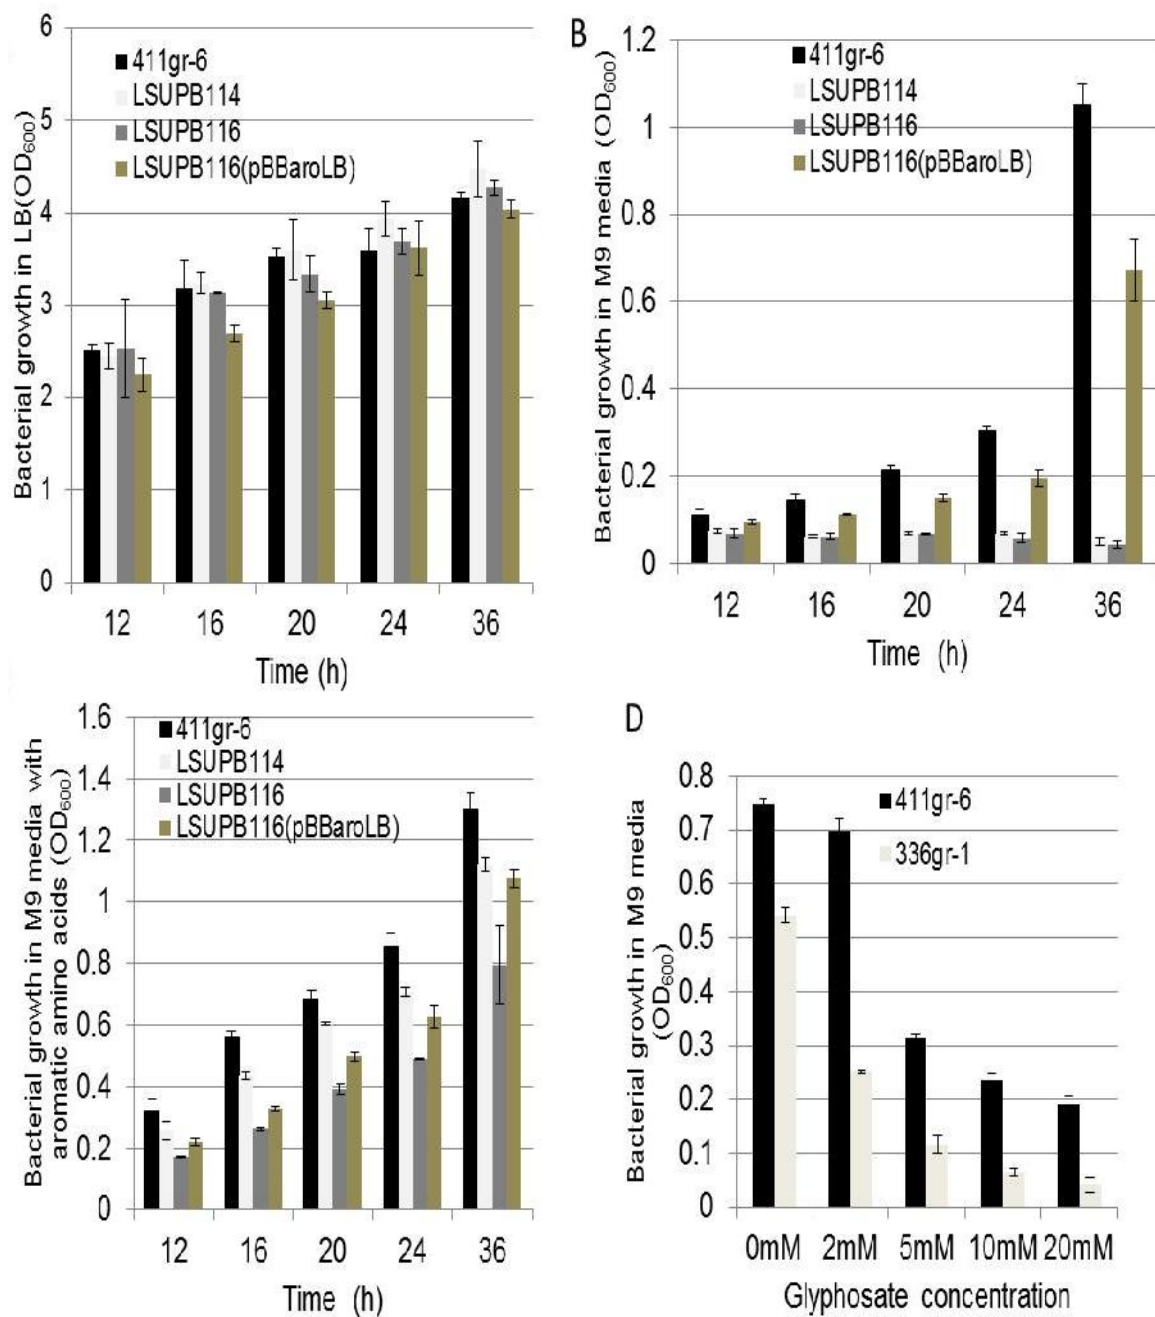 6
5
4
3
2
1
0
Bacterial growth in LB(OD600)
411gr-6
LSUPB114
LSUPB116
LSUPB116(pBBaroLB)
12 16 20 24 36
Time (h)
B
1.2
1
0.8
0.6
0.4
0.2
0
Bacterial growth in M9 media (OD600)
411gr-6
LSUPB114
LSUPB116
LSUPB116(pBBaroLB)
12 16 20 24 36
Time (h)
1.6
1.4
1.2
1
0.8
0.6
0.4
0.2
0
Bacterial growth in M9 media with
aromatic amino acids (OD600)
411gr-6
LSUPB114
LSUPB116
LSUPB116(pBBaroLB)
12 16 20 24 36
Time (h)
D
0.8
0.7
0.6
0.5
0.4
0.3
0.2
0.1
0
Bacterial growth in M9 media
(OD600)
411gr-6
336gr-1
0mM 2mM 5mM 10mM 20mM
Glyphosate concentration